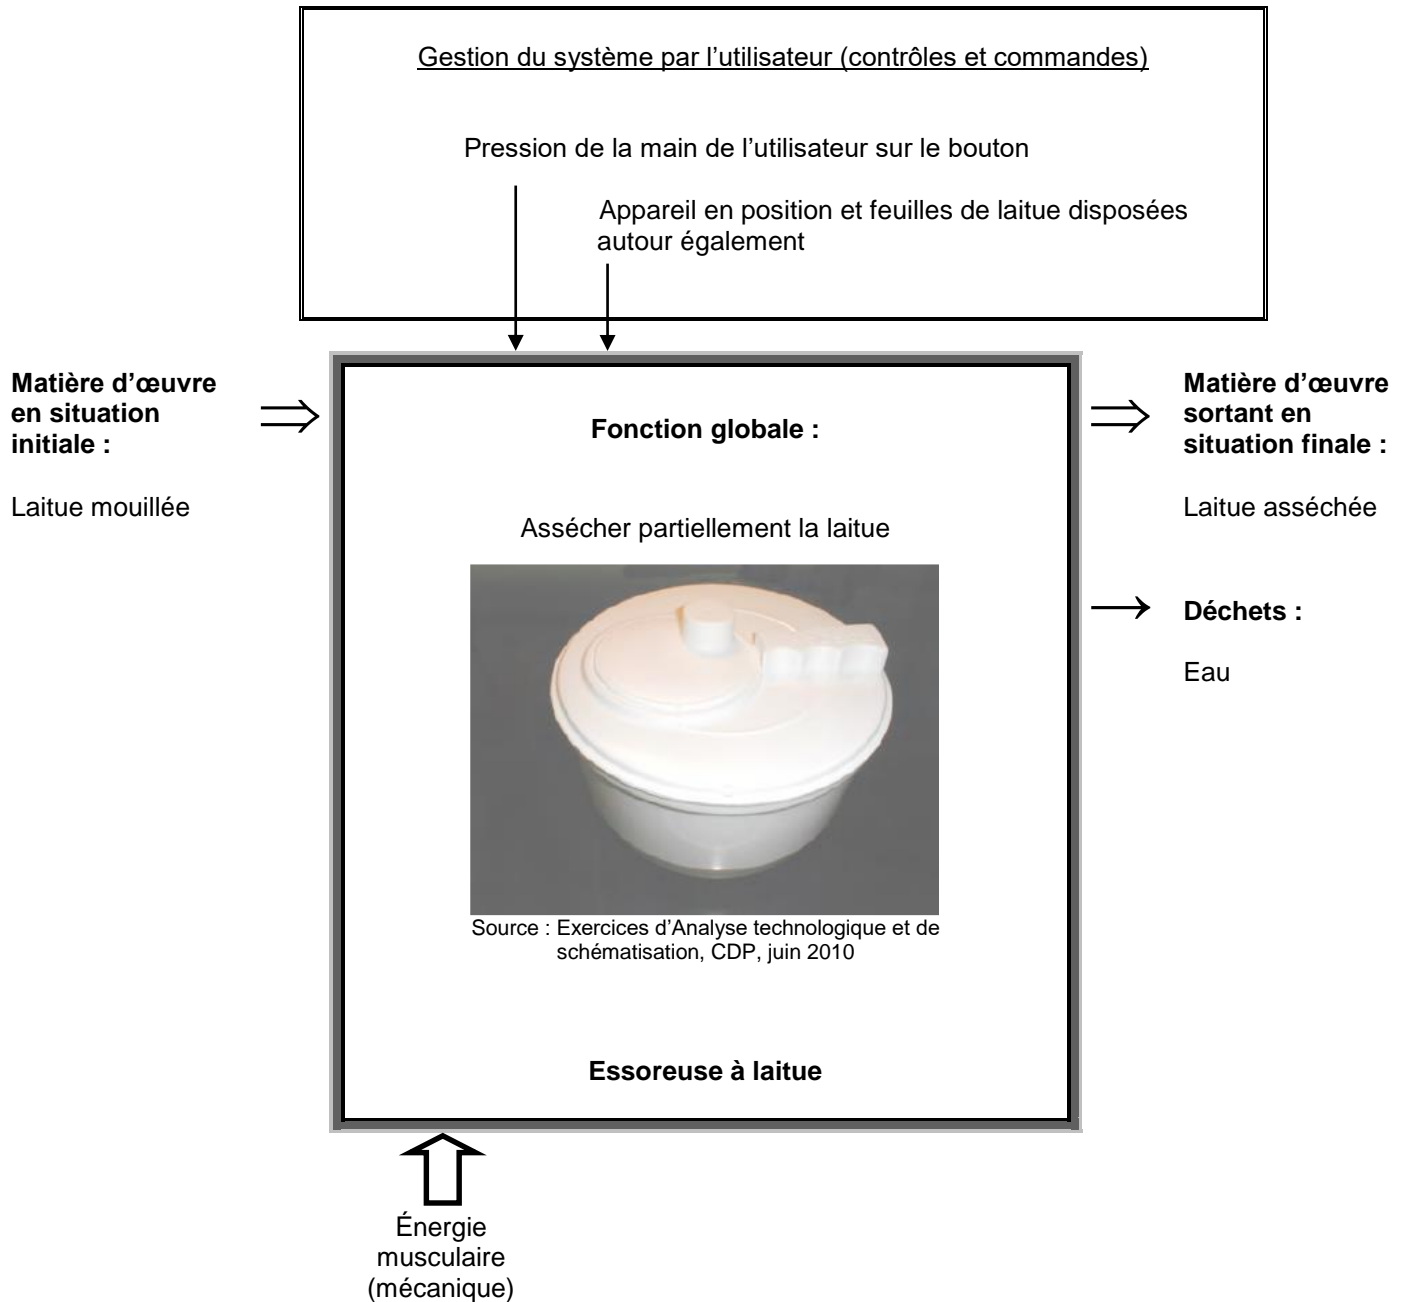 Gestion du système par l’utilisateur (contrôles et commandes)
Pression de la main de l’utilisateur sur le bouton
Appareil en position et feuilles de laitue disposées
autour également
Matière d’œuvre
en situation
initiale :
Laitue mouillée
Fonction globale :
Assécher partiellement la laitue
Source : Exercices d’Analyse technologique et de
schématisation, CDP, juin 2010
Essoreuse à laitue
Matière d’œuvre
sortant en
situation finale :
Laitue asséchée
Déchets :
Eau
Énergie
musculaire
(mécanique)